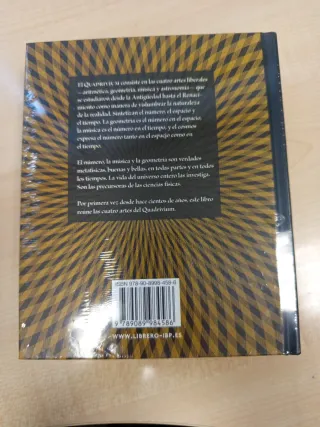 El QUADRIVIUM consiste en las cuatro artes liberales
—aritmética, geometría, música y astronomía— que
se estudiaron desde la Antigüedad hasta el Renaci-
miento como manera de vislumbrar la naturaleza
de la realidad. Sintetizan el número, el espacio y
el tiempo. La geometría es el número en el espacio;
la música es el número en el tiempo; y el cosmos
expresa el número tanto en el espacio como en
el tiempo.
El número, la música y la geometría son verdades
metafísicas, buenas y bellas, en todas partes y en todos
los tiempos. La vida del universo entero las investiga.
Son las precursoras de las ciencias físicas.
Por primera vez desde hace cientos de años, este libro
reúne las cuatro artes del Quadrivium.
ISBN 978-90-8998-458-6
9 789089 984586
WWW.LIBRERO-IBP.ES